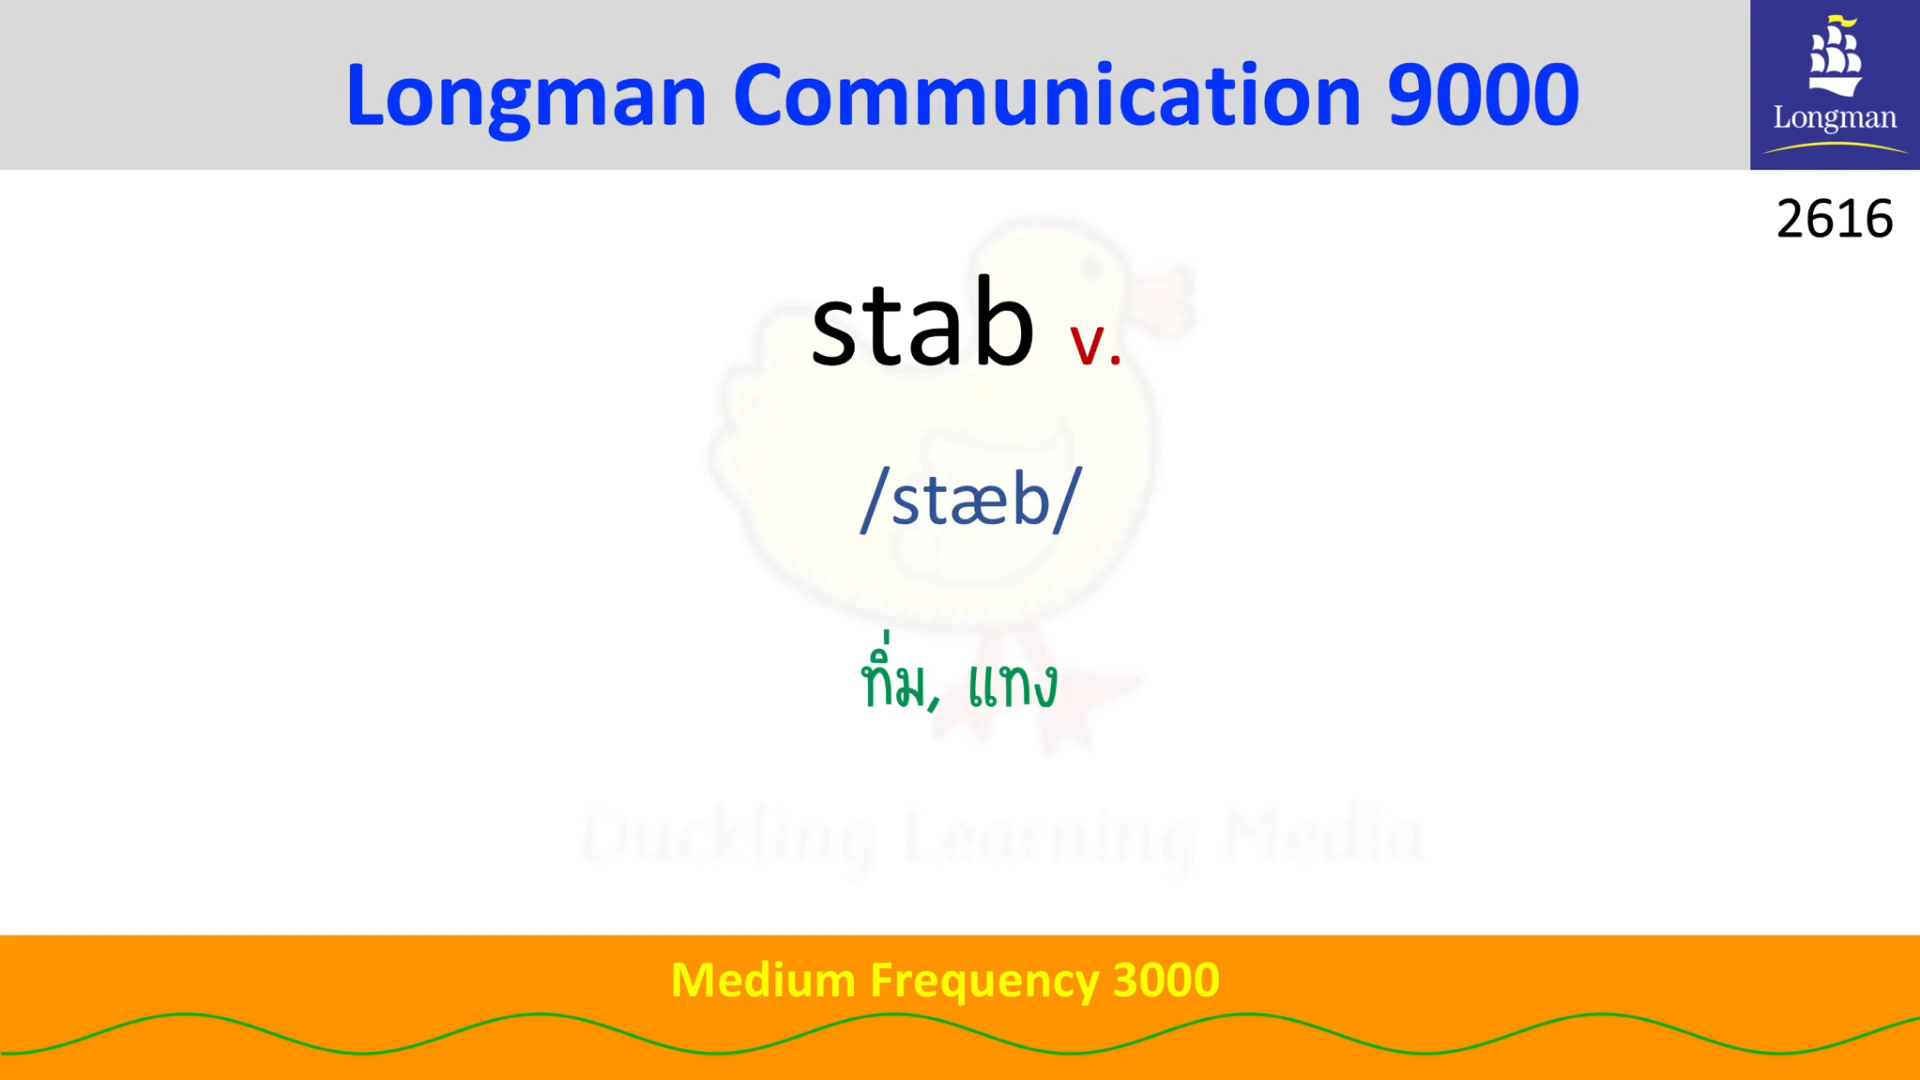 Longman Communication 9000
Longman
2616
stab v.
/stæb/
ทิ่ม, แทง
Duckling Learning Media
Medium Frequency 3000